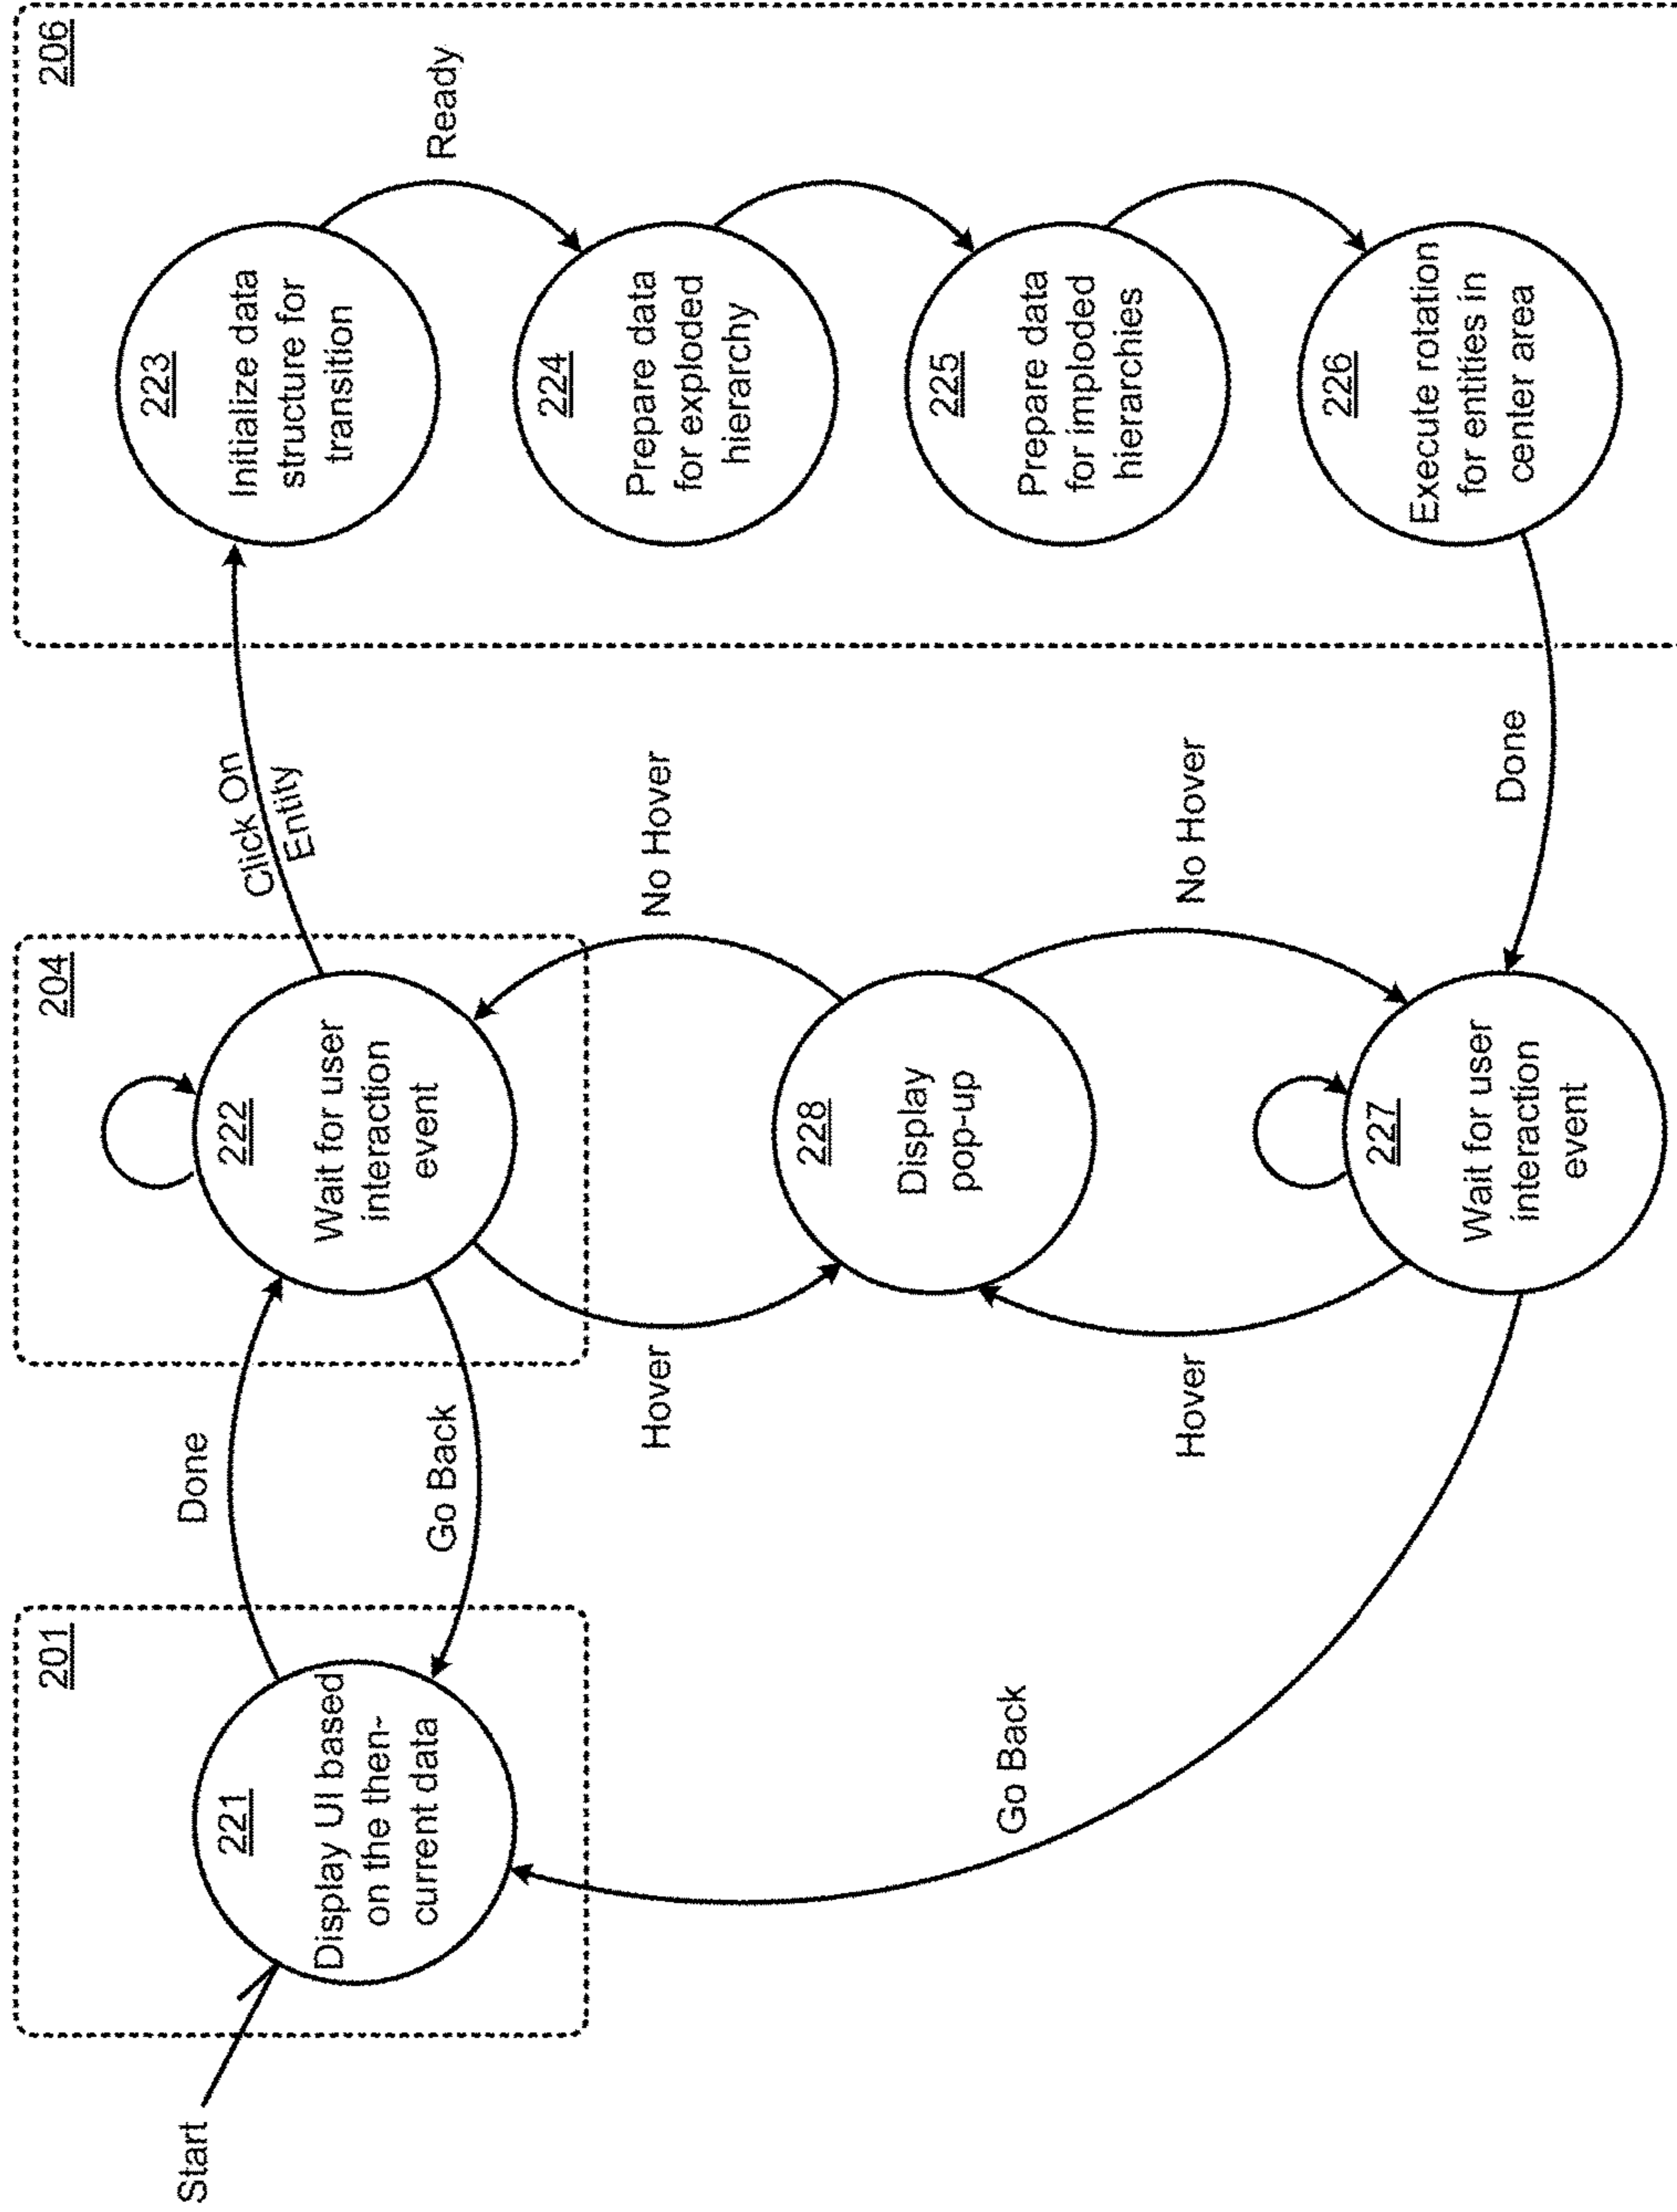 201
204
206
Start
221
Display UI based
on the then-
current data
Done
Go Back
222
Wait for user
interaction
event
Click On
Entity
223
Initialize data
structure for
transition
Ready
224
Prepare data
for exploded
hierarchy
Hover
No Hover
228
Display
pop-up
225
Prepare data
for imploded
hierarchies
Go Back
Hover
No Hover
227
Wait for user
interaction
event
Done
226
Execute rotation
for entities in
center area